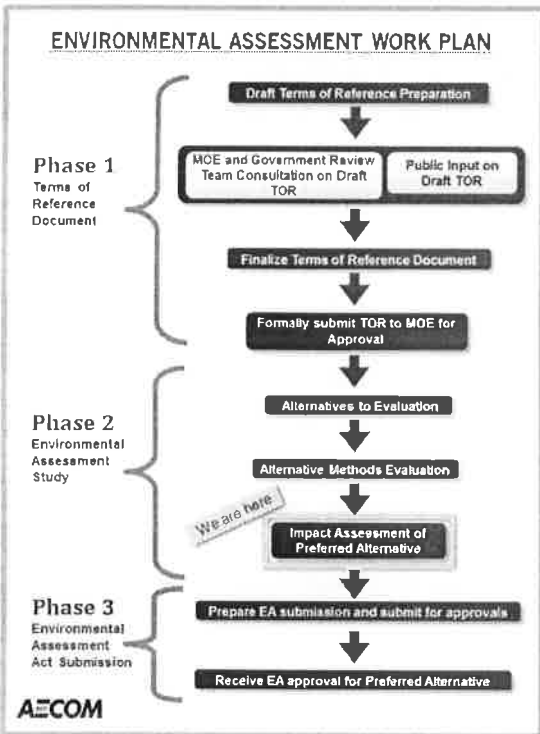 ENVIRONMENTAL ASSESSMENT WORK PLAN
Draft Terms of Reference Preparation
Phase 1
Terms of
Reference
Document
MOE and Government Review
Team Consultation on Draft
TOR
Public Input on
Draft TOR
Finalize Terms of Reference Document
Formally submit TOR to MOE for
Approval
Phase 2
Environmental
Assessment
Study
Alternatives to Evaluation
Alternative Methods Evaluation
We are here
Impact Assessment of
Preferred Alternative
Phase 3
Environmental
Assessment
Act Submission
Prepare EA submission and submit for approvals
Receive EA approval for Preferred Alternative
AECOM